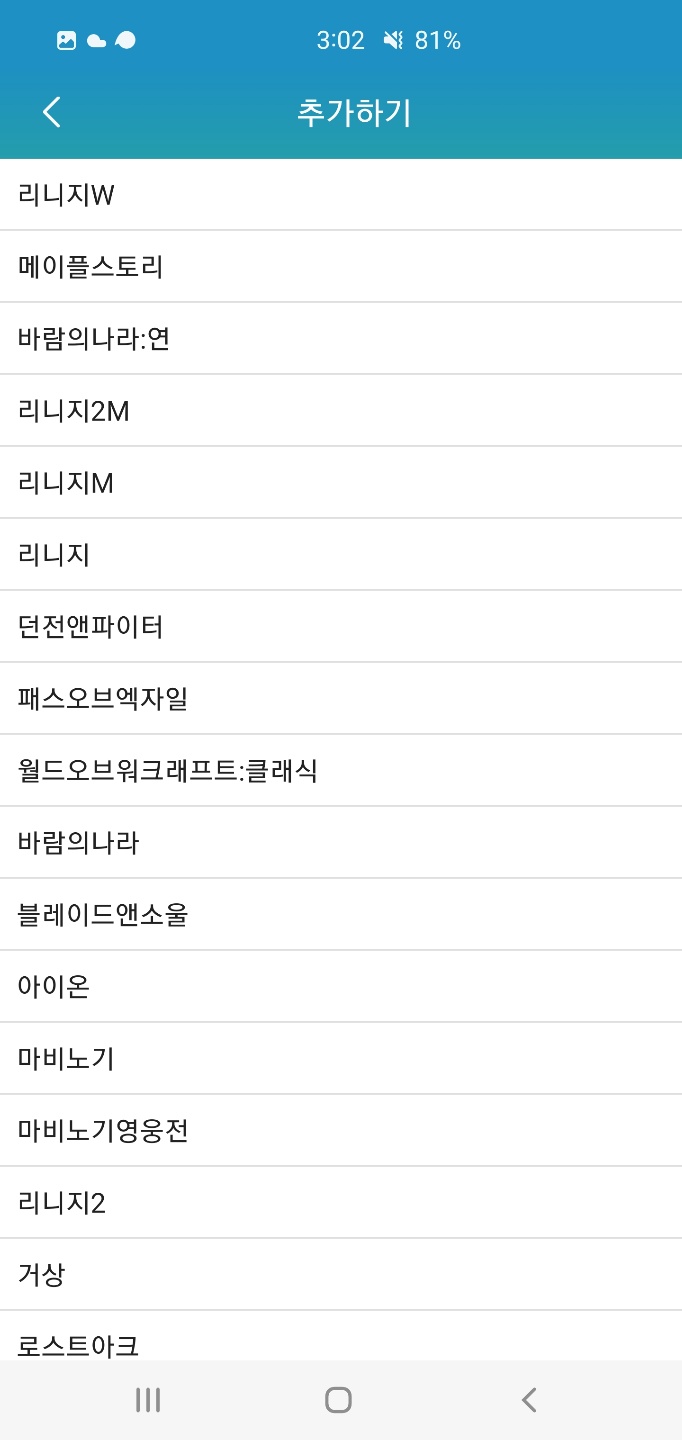 3:02 81%
추가하기
리니지W
메이플스토리
바람의나라:연
리니지2M
리니지M
리니지
던전앤파이터
패스오브엑자일
월드오브워크래프트:클래식
바람의나라
블레이드앤소울
아이온
마비노기
마비노기영웅전
리니지2
거상
로스트아크